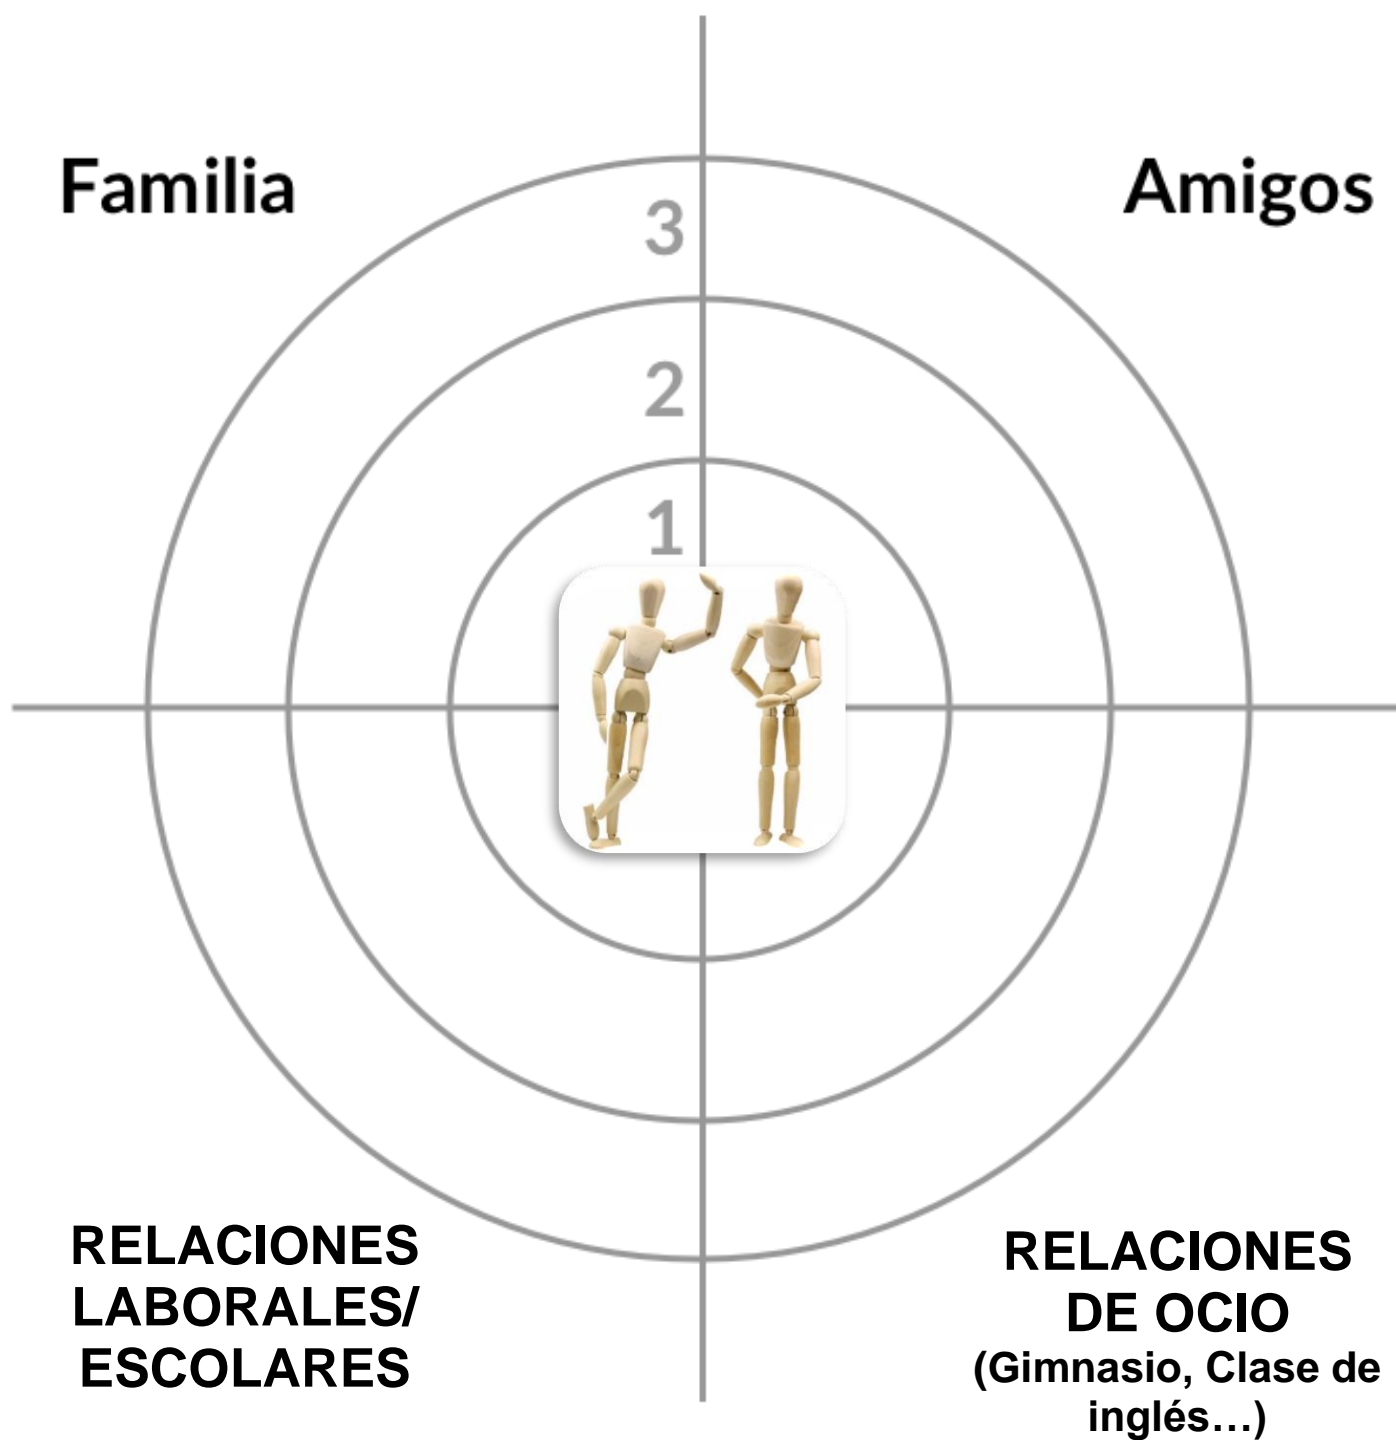 Familia
Amigos
3
2
1
RELACIONES
LABORALES/
ESCOLARES
RELACIONES
DE OCIO
(Gimnasio, Clase de
inglés...)